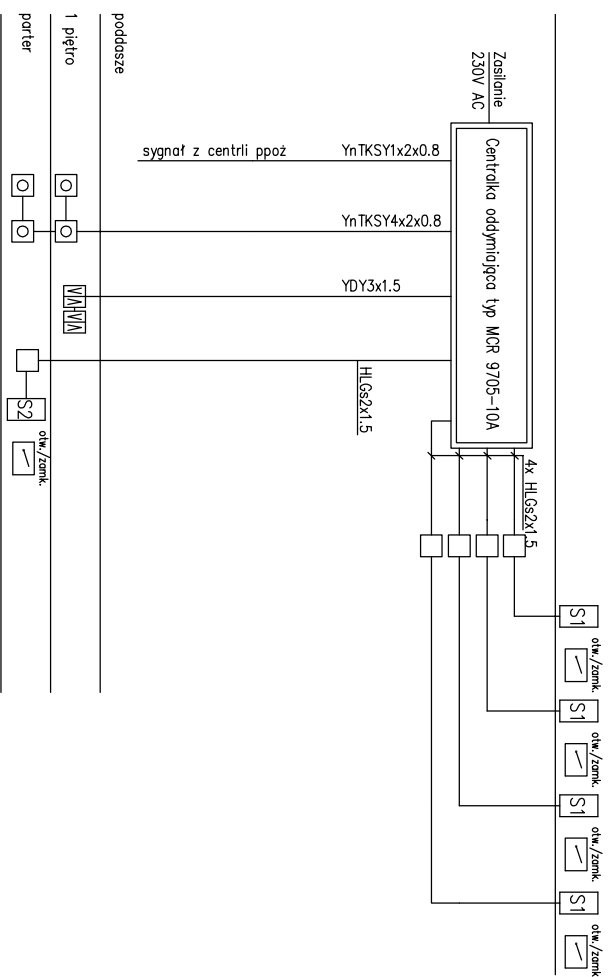 Zasilanie
230V AC
Centralka oddymiająca typ MCR 9705-10A
sygnał z centrli ppoż
YnTKSY1x2x0.8
YnTKSY4x2x0.8
YDY3x1.5
HLGs2x1.5
4x HLGs2x1.5
S1
otw./zamk.
S1
otw./zamk.
S1
otw./zamk.
S1
otw./zamk.
poddasze
1 piętro
parter
S2
otw./zamk.